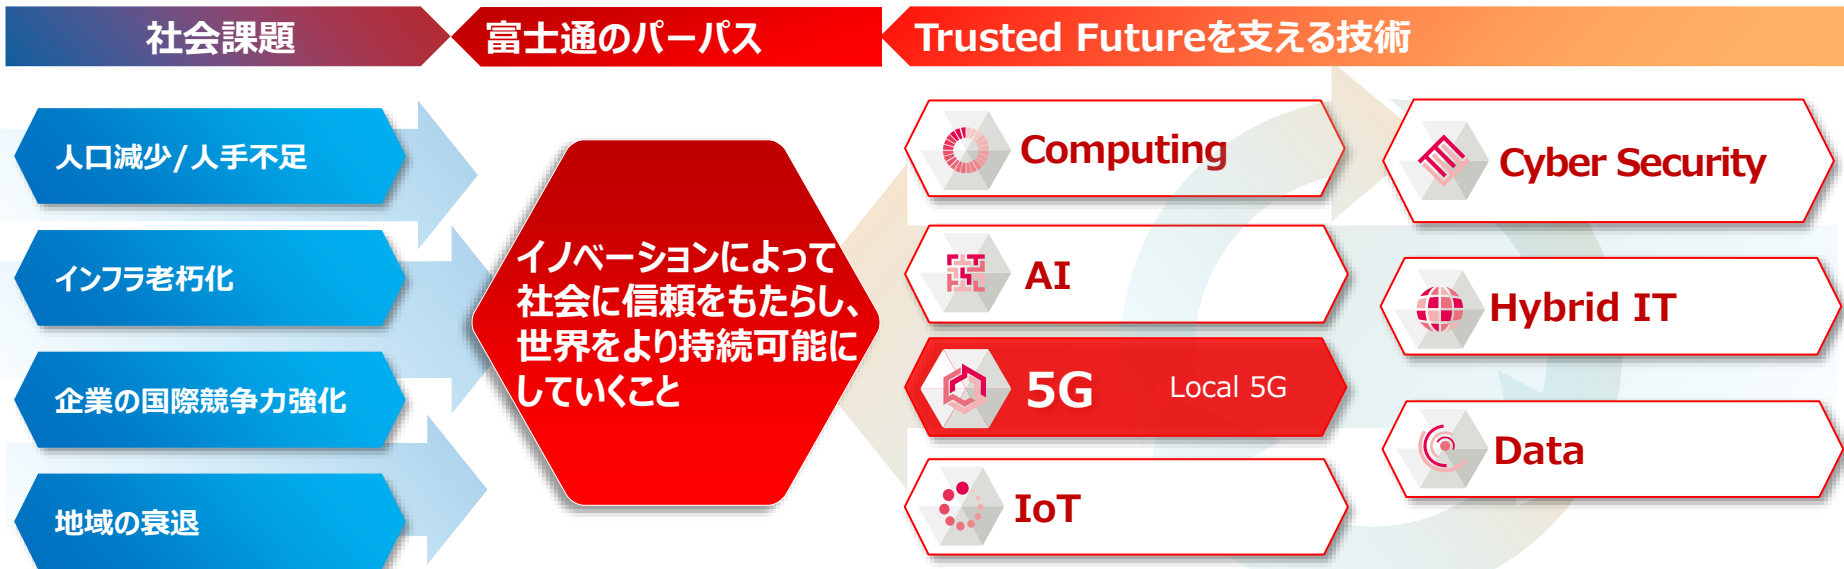 社会課題
富士通のパーパス
Trusted Futureを支える技術
人口減少/人手不足
インフラ老朽化
企業の国際競争力強化
地域の衰退
イノベーションによって
社会に信頼をもたらし、
世界をより持続可能に
していくこと
Computing
AI
5G Local 5G
IoT
Cyber Security
Hybrid IT
Data